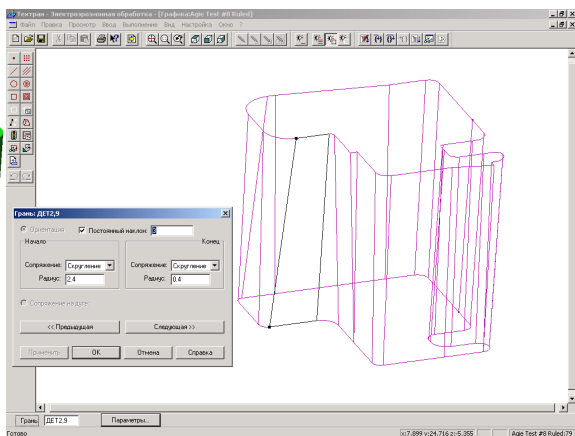 Тектран - Электроэрозионная обработка - [Графика:Agie Test #8 Ruled]
Файл Правка Просмотр Ввод Выполнение Вид Настройка Окно ?
Грань: ДЕТ2,9
Ориентация Постоянный наклон: 3
Начало Конец
Сопряжение: Скругление Сопряжение: Скругление
Радиус: 2.4 Радиус: 0.4
Сопряжение на дуге
<< Предыдущая Следующая >>
Применить ОК Отмена Справка
Грань ДЕТ2,9 Параметры...
Готово x:7.899 y:24.716 z:-5.355 Agie Test #8 Ruled:79